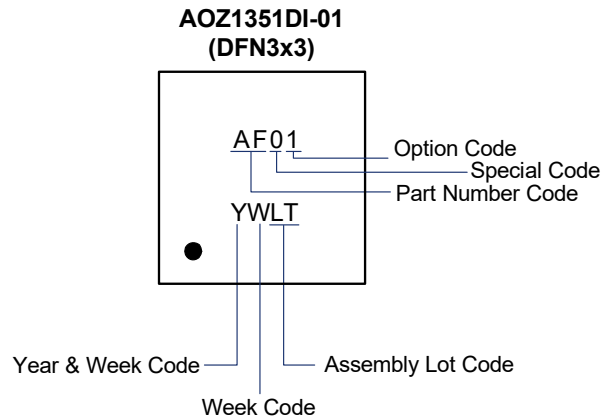 AOZ1351DI-01
(DFN3x3)
AF01
Option Code
Special Code
Part Number Code
YWLT
Year & Week Code
Assembly Lot Code
Week Code